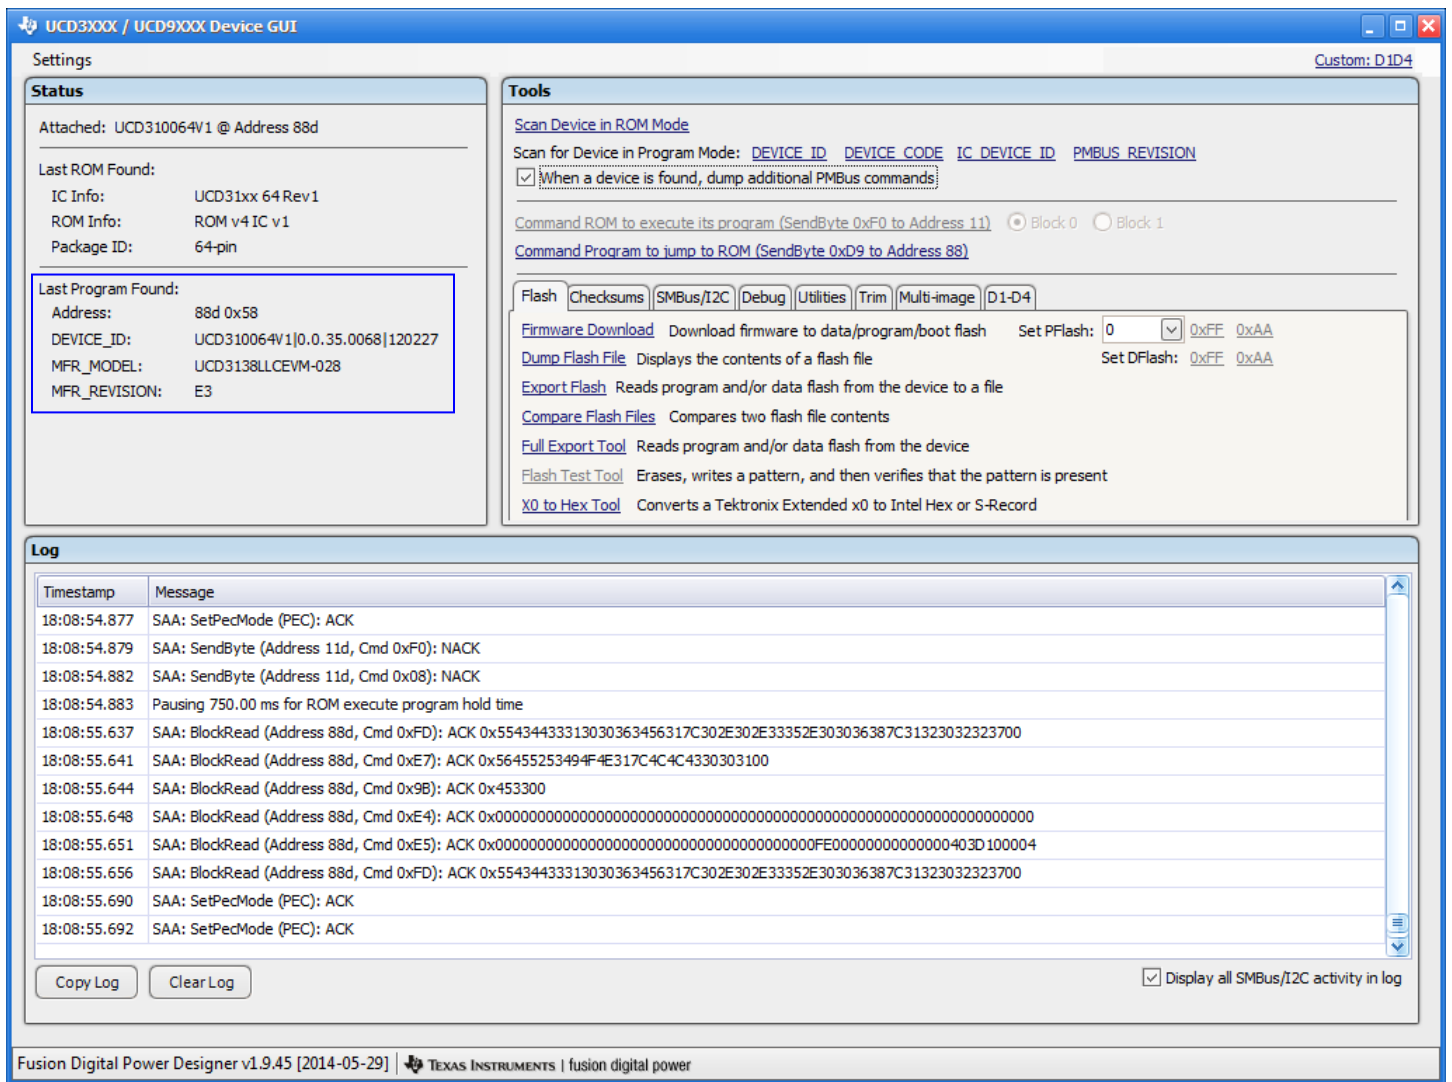 UCD3XXX / UCD9XXX Device GUI
Settings
Custom: D1D4
Status
Attached: UCD310064V1 @ Address 88d
Last ROM Found:
IC Info: UCD31xx 64 Rev1
ROM Info: ROM v4 IC v1
Package ID: 64-pin
Last Program Found:
Address: 88d 0x58
DEVICE_ID: UCD310064V1|0.0.35.0068|120227
MFR_MODEL: UCD3138LLCEVM-028
MFR_REVISION: E3
Tools
Scan Device in ROM Mode
Scan for Device in Program Mode: DEVICE_ID DEVICE_CODE IC_DEVICE_ID PMBUS_REVISION
When a device is found, dump additional PMBus commands
Command ROM to execute its program (SendByte 0xF0 to Address 11) Block 0 Block 1
Command Program to jump to ROM (SendByte 0xD9 to Address 88)
Flash Checksums SMBus/I2C Debug Utilities Trim Multi-image D1-D4
Firmware Download Download firmware to data/program/boot flash Set PFlash: 0 0xFF 0xAA
Dump Flash File Displays the contents of a flash file Set DFlash: 0xFF 0xAA
Export Flash Reads program and/or data flash from the device to a file
Compare Flash Files Compares two flash file contents
Full Export Tool Reads program and/or data flash from the device
Flash Test Tool Erases, writes a pattern, and then verifies that the pattern is present
X0 to Hex Tool Converts a Tektronix Extended x0 to Intel Hex or S-Record
Log
Timestamp Message
18:08:54.877 SAA: SetPecMode (PEC): ACK
18:08:54.879 SAA: SendByte (Address 11d, Cmd 0xF0): NACK
18:08:54.882 SAA: SendByte (Address 11d, Cmd 0x08): NACK
18:08:54.883 Pausing 750.00 ms for ROM execute program hold time
18:08:55.637 SAA: BlockRead (Address 88d, Cmd 0xFD): ACK 0x554344333130303634563 17C302E302E33352E303036387C31323032323700
18:08:55.641 SAA: BlockRead (Address 88d, Cmd 0xE7): ACK 0x56455253494F4E317C4C4C4330303100
18:08:55.644 SAA: BlockRead (Address 88d, Cmd 0x9B): ACK 0x453300
18:08:55.648 SAA: BlockRead (Address 88d, Cmd 0xE4): ACK
18:08:55.651 SAA: BlockRead (Address 88d, Cmd 0xE5): ACK
18:08:55.656 SAA: BlockRead (Address 88d, Cmd 0xFD): ACK 0x55434433313030363456317C302E302E33352E303036387C31323032323700
18:08:55.690 SAA: SetPecMode (PEC): ACK
18:08:55.692 SAA: SetPecMode (PEC): ACK
Copy Log Clear Log Display all SMBus/I2C activity in log
Fusion Digital Power Designer v1.9.45 [2014-05-29] TEXAS INSTRUMENTS | fusion digital power